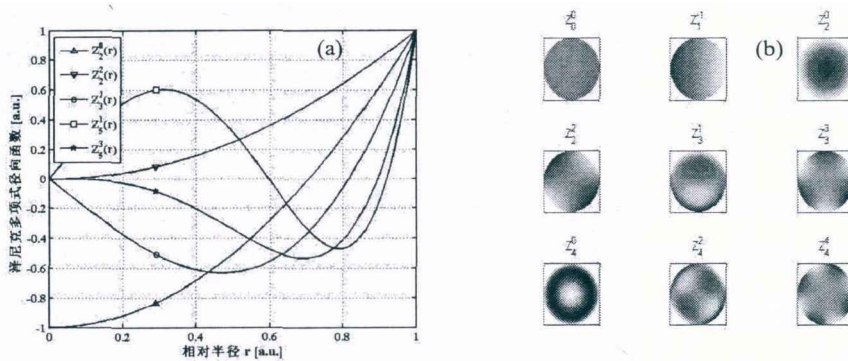 (a)
Z₂⁰(r)
Z₂²(r)
Z₃¹(r)
Z₅¹(r)
Z₅³(r)
泽尼克多项式径向函数 [a.u.]
1
0.8
0.6
0.4
0.2
0
-0.2
-0.4
-0.6
-0.8
-1
0
0.2
0.4
0.6
0.8
1
相对半径 r [a.u.]
(b)
Z₀⁰
Z₁¹
Z₂⁰
Z₂²
Z₃¹
Z₃³
Z₄⁰
Z₄²
Z₄⁴